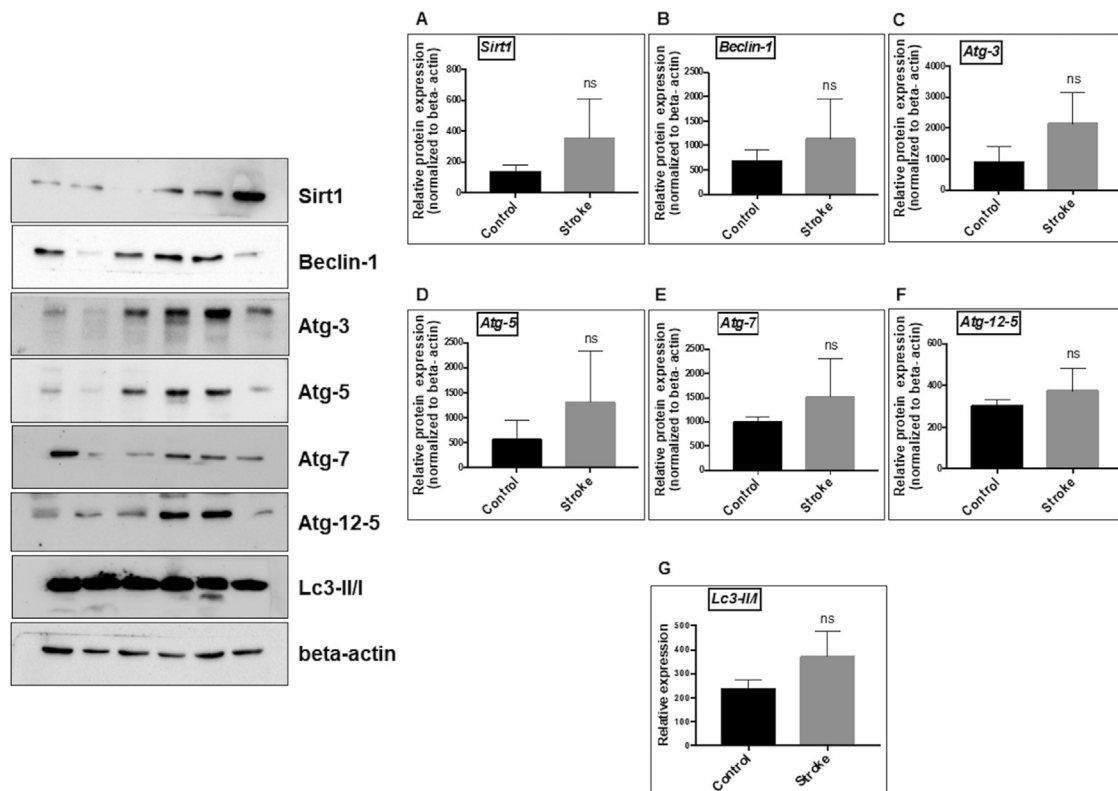 Sirt1
Beclin-1
Atg-3
Atg-5
Atg-7
Atg-12-5
Lc3-II/I
beta-actin
A
Sirt1
Relative protein expression
(normalized to beta- actin)
800
600
400
200
0
Control
Stroke
ns
B
Beclin-1
Relative protein expression
(normalized to beta- actin)
2500
2000
1500
1000
500
0
Control
Stroke
ns
C
Atg-3
Relative protein expression
(normalized to beta- actin)
4000
3000
2000
1000
0
Control
Stroke
ns
D
Atg-5
Relative protein expression
(normalized to beta- actin)
2500
2000
1500
1000
500
0
Control
Stroke
ns
E
Atg-7
Relative protein expression
(normalized to beta- actin)
2500
2000
1500
1000
500
0
Control
Stroke
ns
F
Atg-12-5
Relative protein expression
(normalized to beta- actin)
600
400
200
0
Control
Stroke
ns
G
Lc3-II/I
Relative expression
500
400
300
200
100
0
Control
Stroke
ns